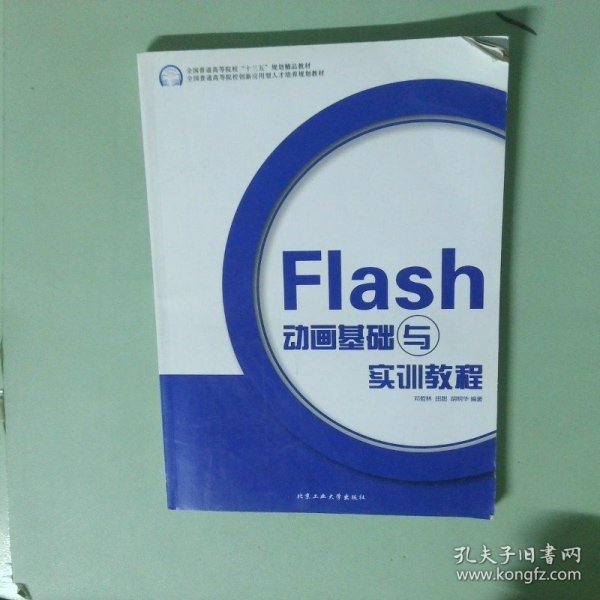 全国普通高等院校“十三五”规划精品教材
全国普通高等院校创新应用型人才培养规划教材
Flash
动画基础与
实训教程
编著
北京工业大学出版社
孔夫子旧书网
www.kongfz.com